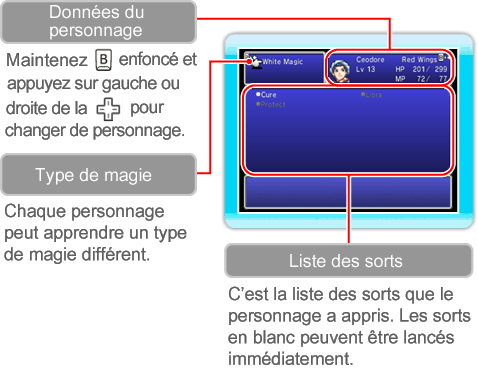 Données du
personnage
Maintenez B enfoncé et
appuyez sur gauche ou
droite de la pour
changer de personnage.
Type de magie
Chaque personnage
peut apprendre un type
de magie différent.
White Magic
Ceodore Red Wings
Lv 13 HP 201/ 299
MP 72/ 77
Cure Libra
Protect
Liste des sorts
C'est la liste des sorts que le
personnage a appris. Les sorts
en blanc peuvent être lancés
immédiatement.